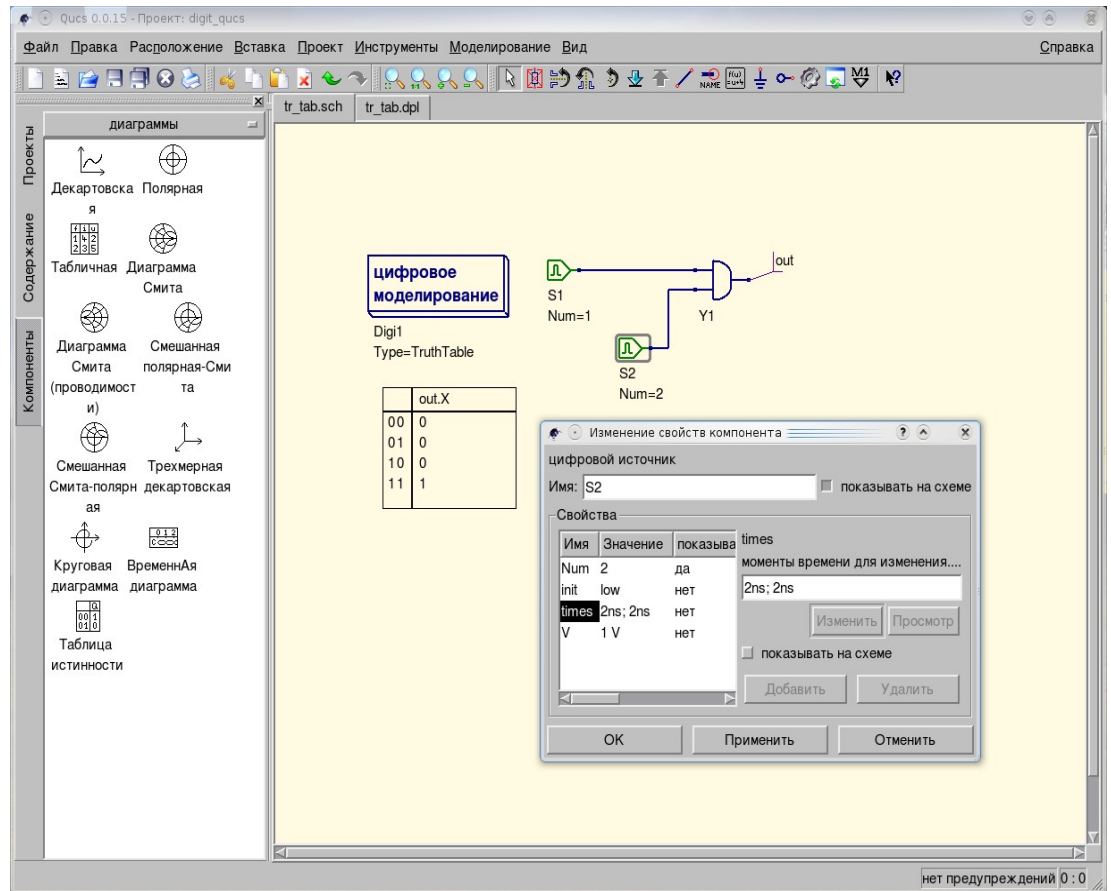 Qucs 0.0.15 - Проект: digit_qucs
Файл Правка Расположение Вставка Проект Инструменты Моделирование Вид Справка
NAME
f(ω)
=ω+4
M1
tr_tab.sch tr_tab.dpl
Проекты
Содержание
Компоненты
диаграммы
Декартовска
я
Полярная
Табличная
Диаграмма
Смита
Диаграмма
Смита
(проводимост
и)
Смешанная
полярная-Сми
та
Смешанная
Смита-полярн
ая
Трехмерная
декартовская
Круговая
диаграмма
ВременнАя
диаграмма
Таблица
истинности
цифровое
моделирование
Digi1
Type=TruthTable
out.X
00 0
01 0
10 0
11 1
S1
Num=1
S2
Num=2
Y1
out
Изменение свойств компонента
цифровой источник
Имя: S2 показывать на схеме
Свойства
Имя Значение показыва
Num 2 да
init low нет
times 2ns; 2ns нет
V 1 V нет
times
моменты времени для изменения....
2ns; 2ns
Изменить Просмотр
показывать на схеме
Добавить Удалить
OK Применить Отменить
нет предупреждений 0 : 0